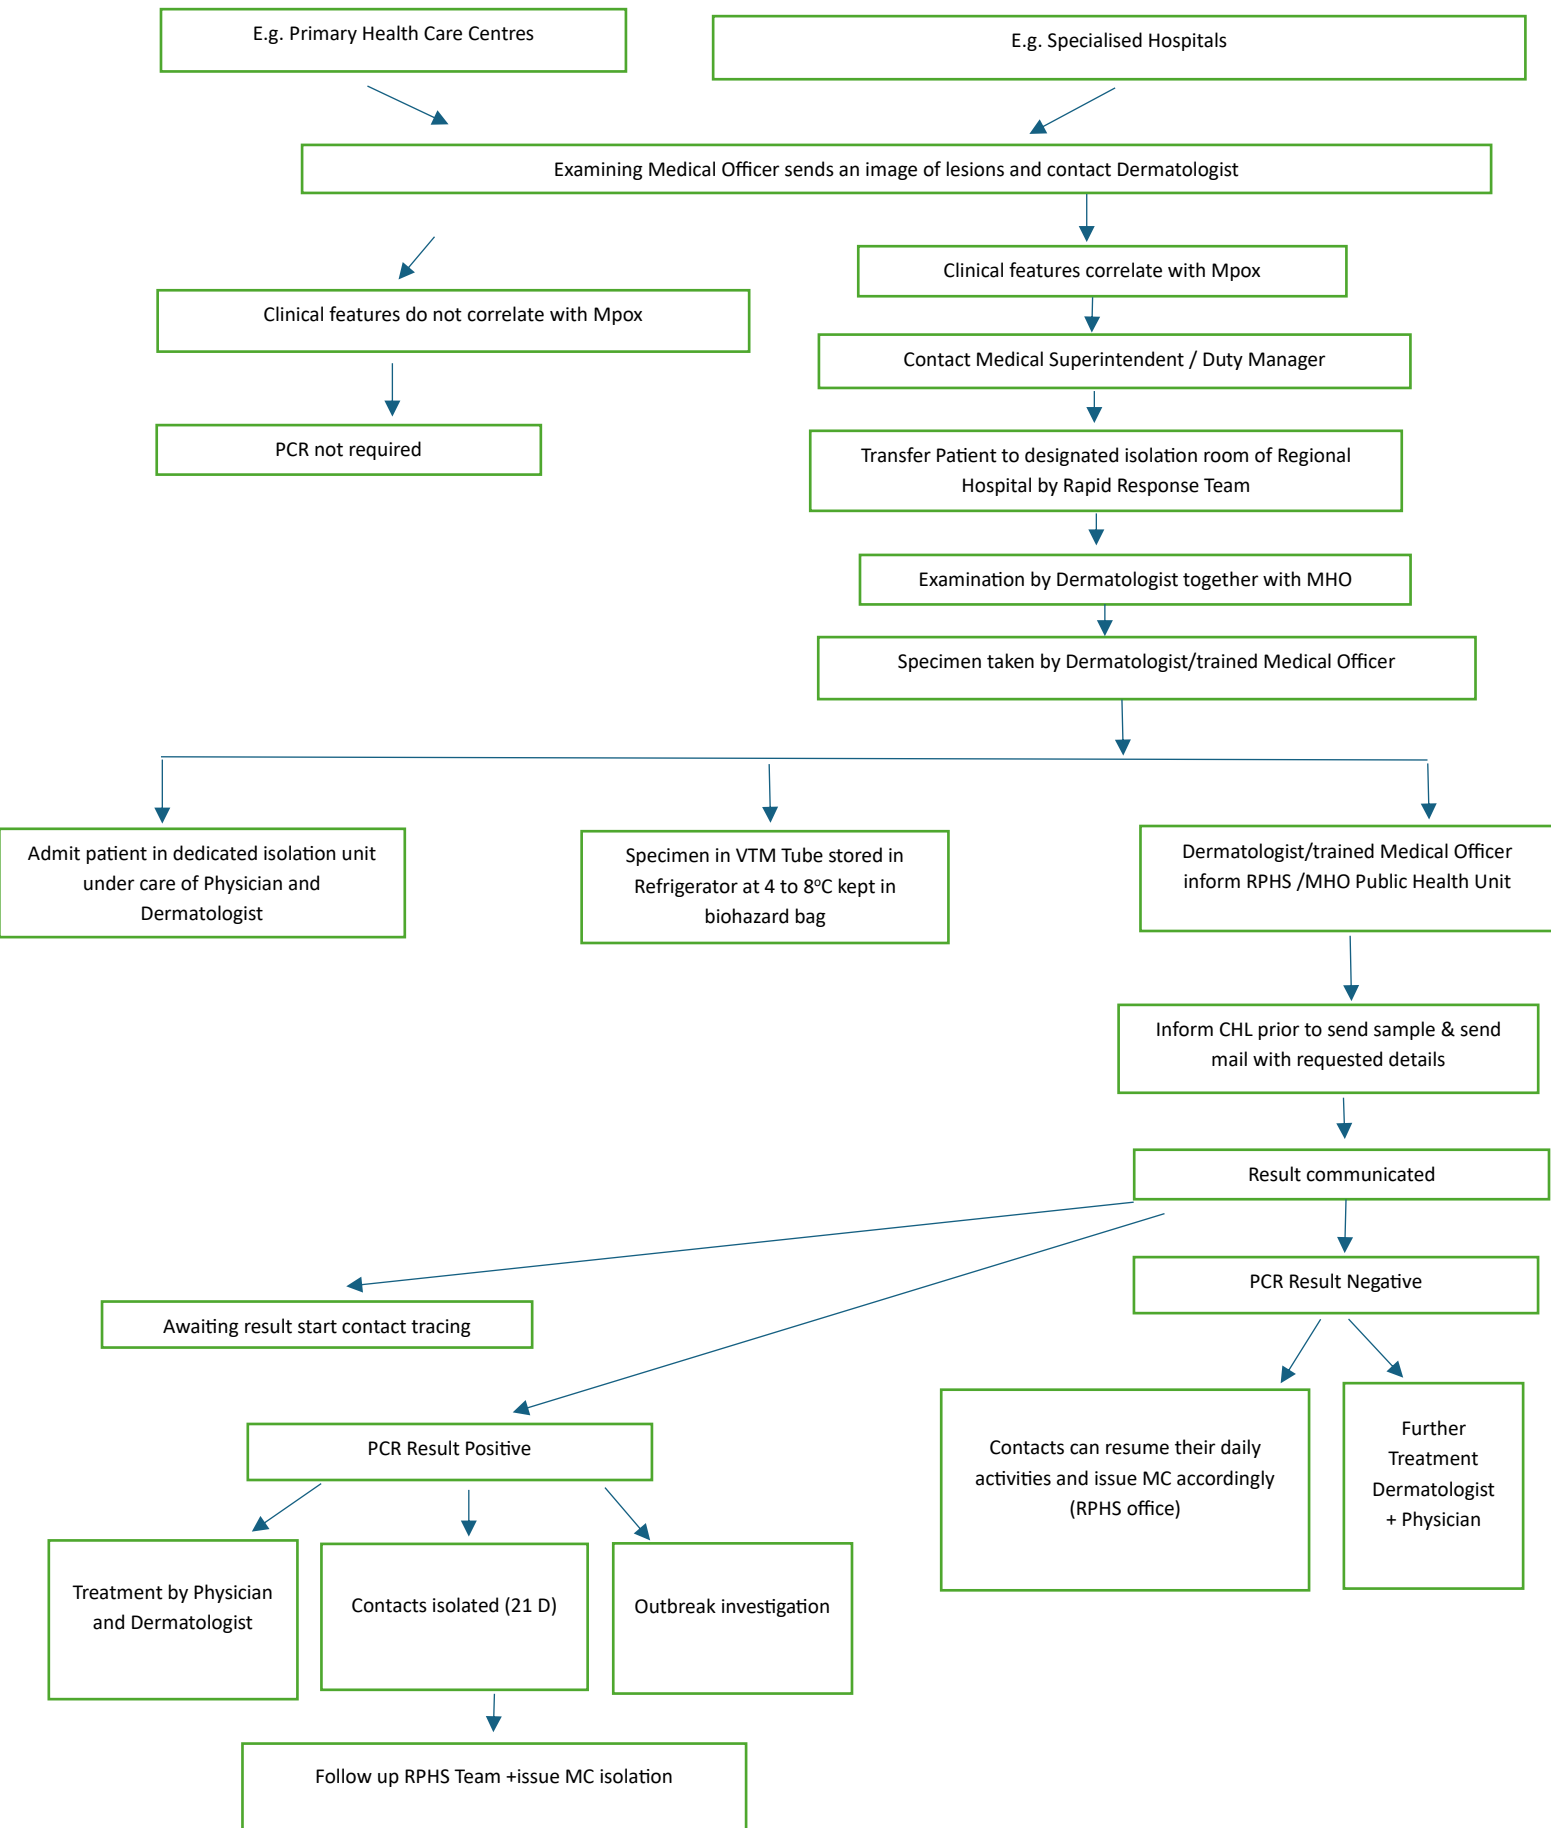 E.g. Primary Health Care Centres
E.g. Specialised Hospitals
Examining Medical Officer sends an image of lesions and contact Dermatologist
Clinical features correlate with Mpox
Clinical features do not correlate with Mpox
Contact Medical Superintendent / Duty Manager
PCR not required
Transfer Patient to designated isolation room of Regional
Hospital by Rapid Response Team
Examination by Dermatologist together with MHO
Specimen taken by Dermatologist/trained Medical Officer
Admit patient in dedicated isolation unit
under care of Physician and
Dermatologist
Specimen in VTM Tube stored in
Refrigerator at 4 to 8°C kept in
biohazard bag
Dermatologist/trained Medical Officer
inform RPHS /MHO Public Health Unit
Inform CHL prior to send sample & send
mail with requested details
Result communicated
PCR Result Negative
Awaiting result start contact tracing
PCR Result Positive
Contacts can resume their daily
activities and issue MC accordingly
(RPHS office)
Further
Treatment
Dermatologist
+ Physician
Treatment by Physician
and Dermatologist
Contacts isolated (21 D)
Outbreak investigation
Follow up RPHS Team +issue MC isolation